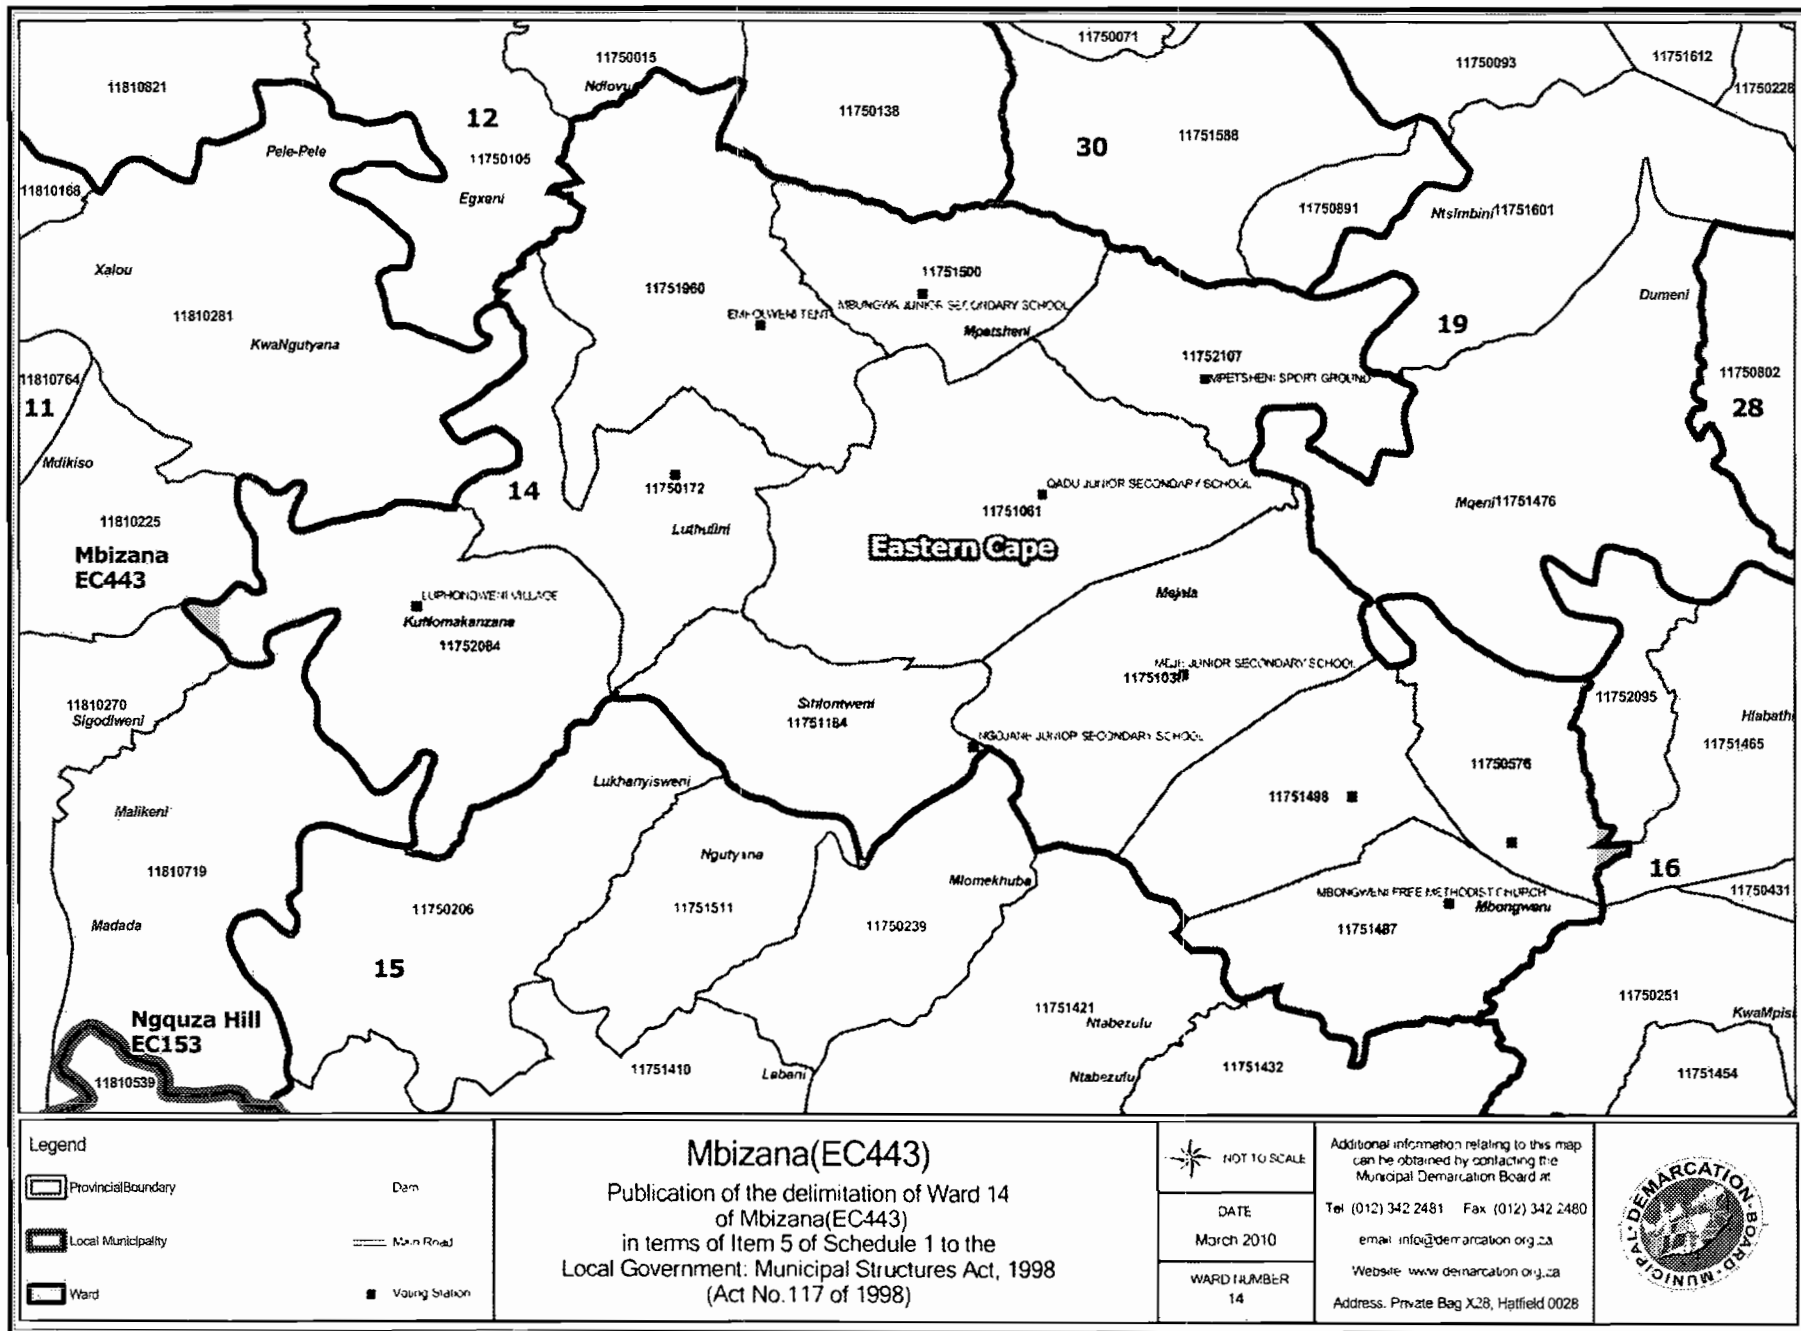 11750071
11750015
11750093
11751612
11810821
Ndlovu
11750228
11750138
12
30
11751588
Pele-Pele
11750105
11810168
Egxeni
11750891
Ntsimbini 11751601
Xalou
11751500
11751960
Dumeni
MBUNGWA JUNIOR SECONDARY SCHOOL
11810281
19
Mpetsheni
KwaNgutyana
11752107
11810764
11750802
MPETSHENI SPORT GROUND
11
28
Mdikiso
14
11750172
QADU JUNIOR SECONDARY SCHOOL
Mqeni 11751476
11751061
11810225
Luthulini
Eastern Cape
Mbizana
EC443
LUPHONDWENI VILLAGE
Mejela
KuNomakanzana
11752084
MEJE JUNIOR SECONDARY SCHOOL
11752095
11810270
Sihlontweni
Sigodlweni
11751184
Hlabath
11751465
NGOJANE JUNIOR SECONDARY SCHOOL
11750576
Lukhanyisweni
11751498
Malikeni
Ngutyana
11810719
16
Mlomekhuba
MBONGWENI FREE METHODIST CHURCH
11750431
11750206
11751511
Mbongweni
Madada
11750239
11751487
15
11751421
11750251
Ngquza Hill
EC153
Ntabezulu
KwaMpisi
11810539
11751410
Labani
Ntabezulu
11751432
11751454
Legend
Provincial Boundary
Dam
Local Municipality
Main Road
Ward
Voting Station
Mbizana(EC443)
Publication of the delimitation of Ward 14
of Mbizana(EC443)
in terms of Item 5 of Schedule 1 to the
Local Government: Municipal Structures Act, 1998
(Act No.117 of 1998)
NOT TO SCALE
DATE
March 2010
WARD NUMBER
14
Additional information relating to this map
can be obtained by contacting the
Municipal Demarcation Board at
Tel (012) 342 2481 Fax (012) 342 2480
email info@demarcation.org.za
Website www.demarcation.org.za
Address. Private Bag X28, Hatfield 0028
MUNICIPAL DEMARCATION BOARD